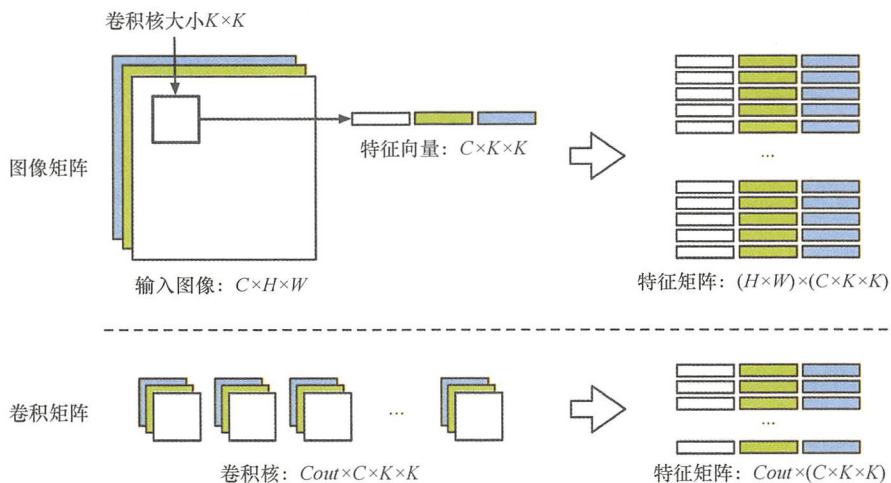 卷积核大小K×K
图像矩阵
特征向量：C×K×K
...
输入图像：C×H×W
特征矩阵：(H×W)×(C×K×K)
卷积矩阵
...
...
卷积核：Cout×C×K×K
特征矩阵：Cout×(C×K×K)